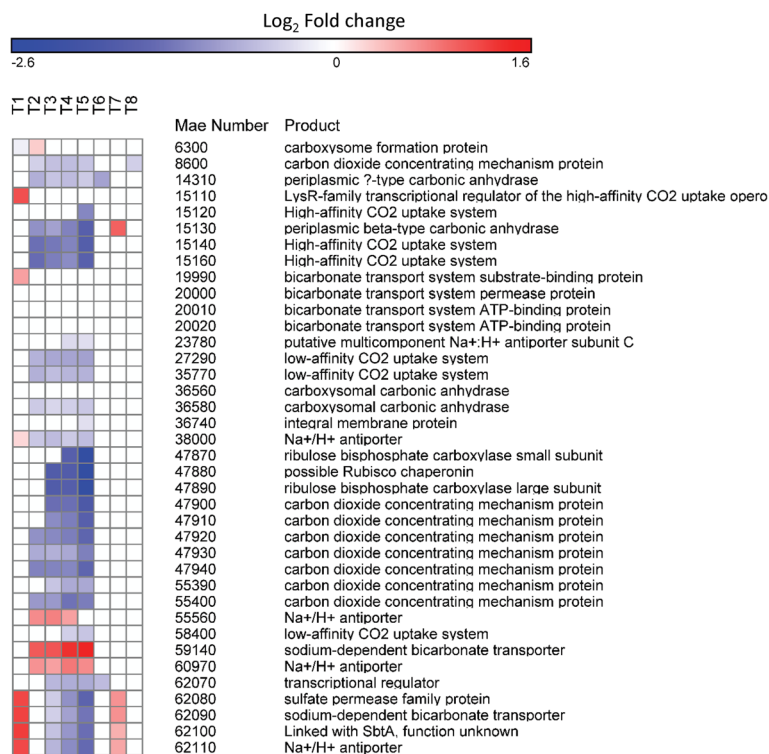 Log2 Fold change
-2.6 0 1.6
T1 T2 T3 T4 T5 T6 T7 T8
Mae Number Product
6300 carboxysome formation protein
8600 carbon dioxide concentrating mechanism protein
14310 periplasmic ?-type carbonic anhydrase
15110 LysR-family transcriptional regulator of the high-affinity CO2 uptake opero
15120 High-affinity CO2 uptake system
15130 periplasmic beta-type carbonic anhydrase
15140 High-affinity CO2 uptake system
15160 High-affinity CO2 uptake system
19990 bicarbonate transport system substrate-binding protein
20000 bicarbonate transport system permease protein
20010 bicarbonate transport system ATP-binding protein
20020 bicarbonate transport system ATP-binding protein
23780 putative multicomponent Na+:H+ antiporter subunit C
27290 low-affinity CO2 uptake system
35770 low-affinity CO2 uptake system
36560 carboxysomal carbonic anhydrase
36580 carboxysomal carbonic anhydrase
36740 integral membrane protein
38000 Na+/H+ antiporter
47870 ribulose bisphosphate carboxylase small subunit
47880 possible Rubisco chaperonin
47890 ribulose bisphosphate carboxylase large subunit
47900 carbon dioxide concentrating mechanism protein
47910 carbon dioxide concentrating mechanism protein
47920 carbon dioxide concentrating mechanism protein
47930 carbon dioxide concentrating mechanism protein
47940 carbon dioxide concentrating mechanism protein
55390 carbon dioxide concentrating mechanism protein
55400 carbon dioxide concentrating mechanism protein
55560 Na+/H+ antiporter
58400 low-affinity CO2 uptake system
59140 sodium-dependent bicarbonate transporter
60970 Na+/H+ antiporter
62070 transcriptional regulator
62080 sulfate permease family protein
62090 sodium-dependent bicarbonate transporter
62100 Linked with SbtA, function unknown
62110 Na+/H+ antiporter